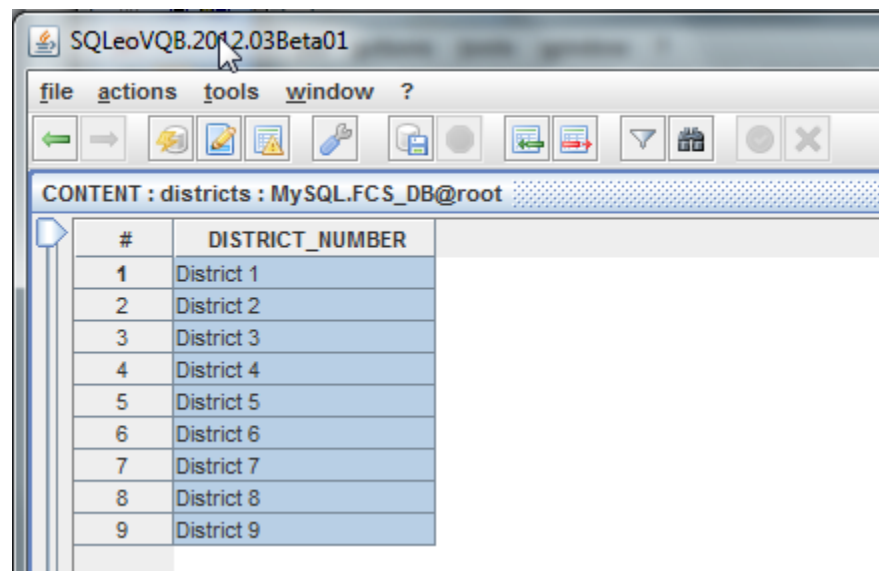 SQLeoVQB.2012.03Beta01
file actions tools window ?
CONTENT : districts : MySQL.FCS_DB@root
# DISTRICT_NUMBER
1 District 1
2 District 2
3 District 3
4 District 4
5 District 5
6 District 6
7 District 7
8 District 8
9 District 9